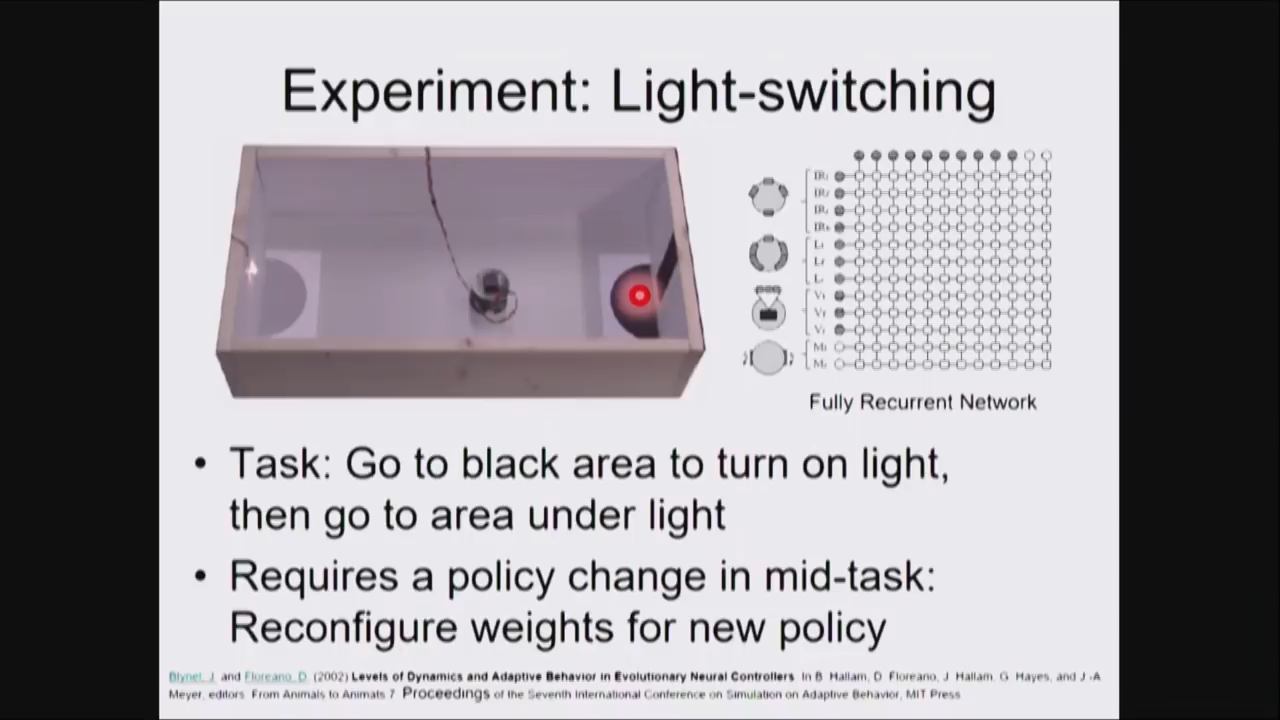 Experiment: Light-switching
Fully Recurrent Network
• Task: Go to black area to turn on light,
then go to area under light
• Requires a policy change in mid-task:
Reconfigure weights for new policy
Blynel, J. and Floreano, D. (2002) Levels of Dynamics and Adaptive Behavior in Evolutionary Neural Controllers. In B. Hallam, D. Floreano, J. Hallam, G. Hayes, and J.-A.
Meyer, editors. From Animals to Animats 7: Proceedings of the Seventh International Conference on Simulation on Adaptive Behavior, MIT Press